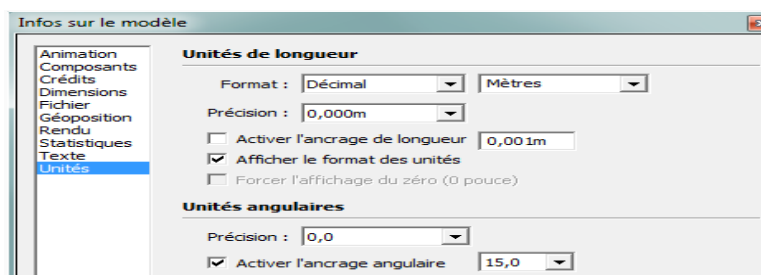 Infos sur le modèle
Animation
Composants
Crédits
Dimensions
Fichier
Géoposition
Rendu
Statistiques
Texte
Unités
Unités de longueur
Format : Décimal Mètres
Précision : 0,000m
Activer l'ancrage de longueur 0,001m
Afficher le format des unités
Forcer l'affichage du zéro (0 pouce)
Unités angulaires
Précision : 0,0
Activer l'ancrage angulaire 15,0